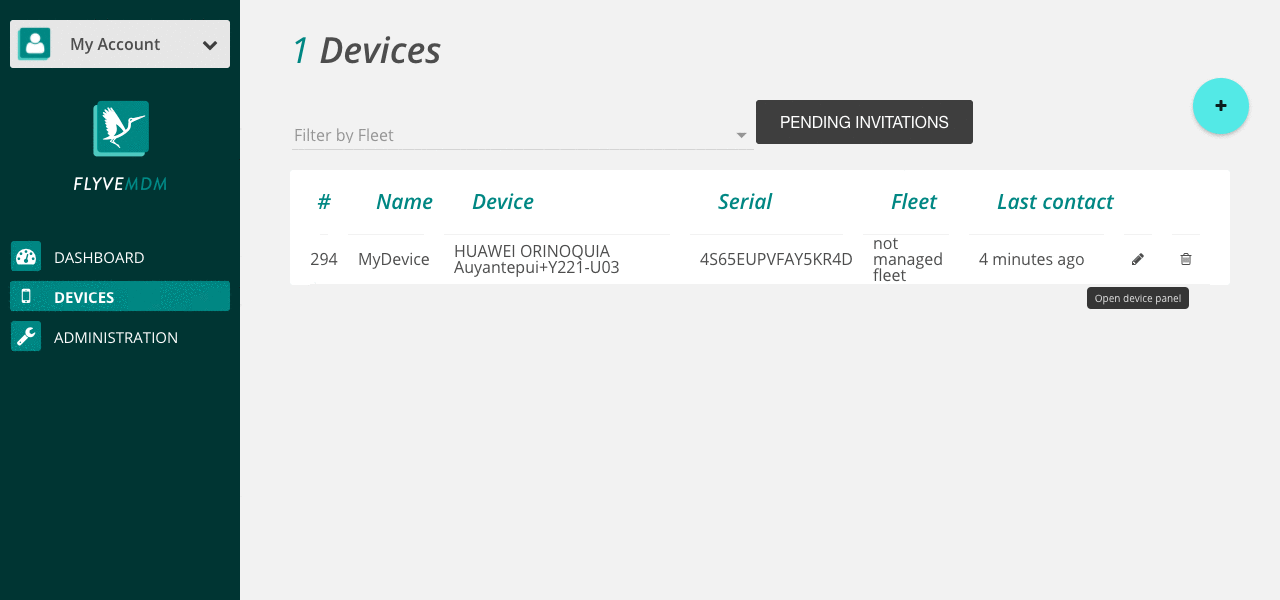 My Account
FLYVEMDM
DASHBOARD
DEVICES
ADMINISTRATION
1 Devices
Filter by Fleet
PENDING INVITATIONS
+
# Name Device Serial Fleet Last contact
294 MyDevice HUAWEI ORINOQUIA Auyantepui+Y221-U03 4S65EUPVFAY5KR4D not managed fleet 4 minutes ago
Open device panel